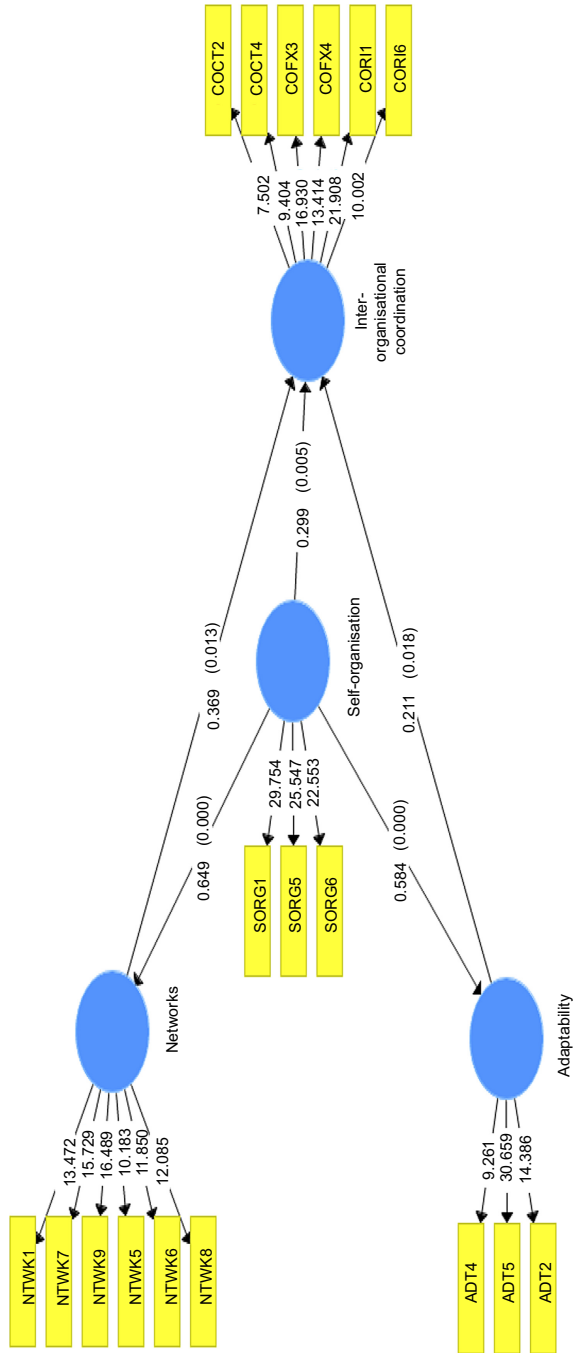 NTWK1
NTWK7
NTWK9
NTWK5
NTWK6
NTWK8
13.472
15.729
16.489
10.183
11.850
12.085
Networks
0.369 (0.013)
0.649 (0.000)
SORG1
SORG5
SORG6
29.754
25.547
22.553
Self-organisation
0.299 (0.005)
COCT2
COCT4
COFX3
COFX4
CORI1
CORI6
7.502
9.404
16.930
13.414
21.908
10.002
Inter-
organisational
coordination
0.584 (0.000)
0.211 (0.018)
ADT4
ADT5
ADT2
9.261
30.659
14.386
Adaptability